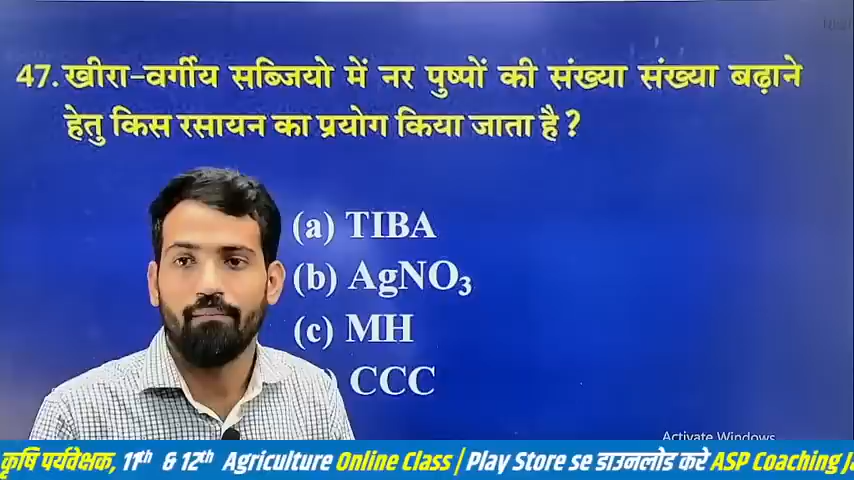 47. खीरा-वर्गीय सब्जियो में नर पुष्पों की संख्या संख्या बढ़ाने
हेतु किस रसायन का प्रयोग किया जाता है ?
(a) TIBA
(b) AgNO₃
(c) MH
) CCC
Activate Windows
कृषि पर्यवेक्षक, 11th & 12th Agriculture Online Class | Play Store se डाउनलोड करे ASP Coaching